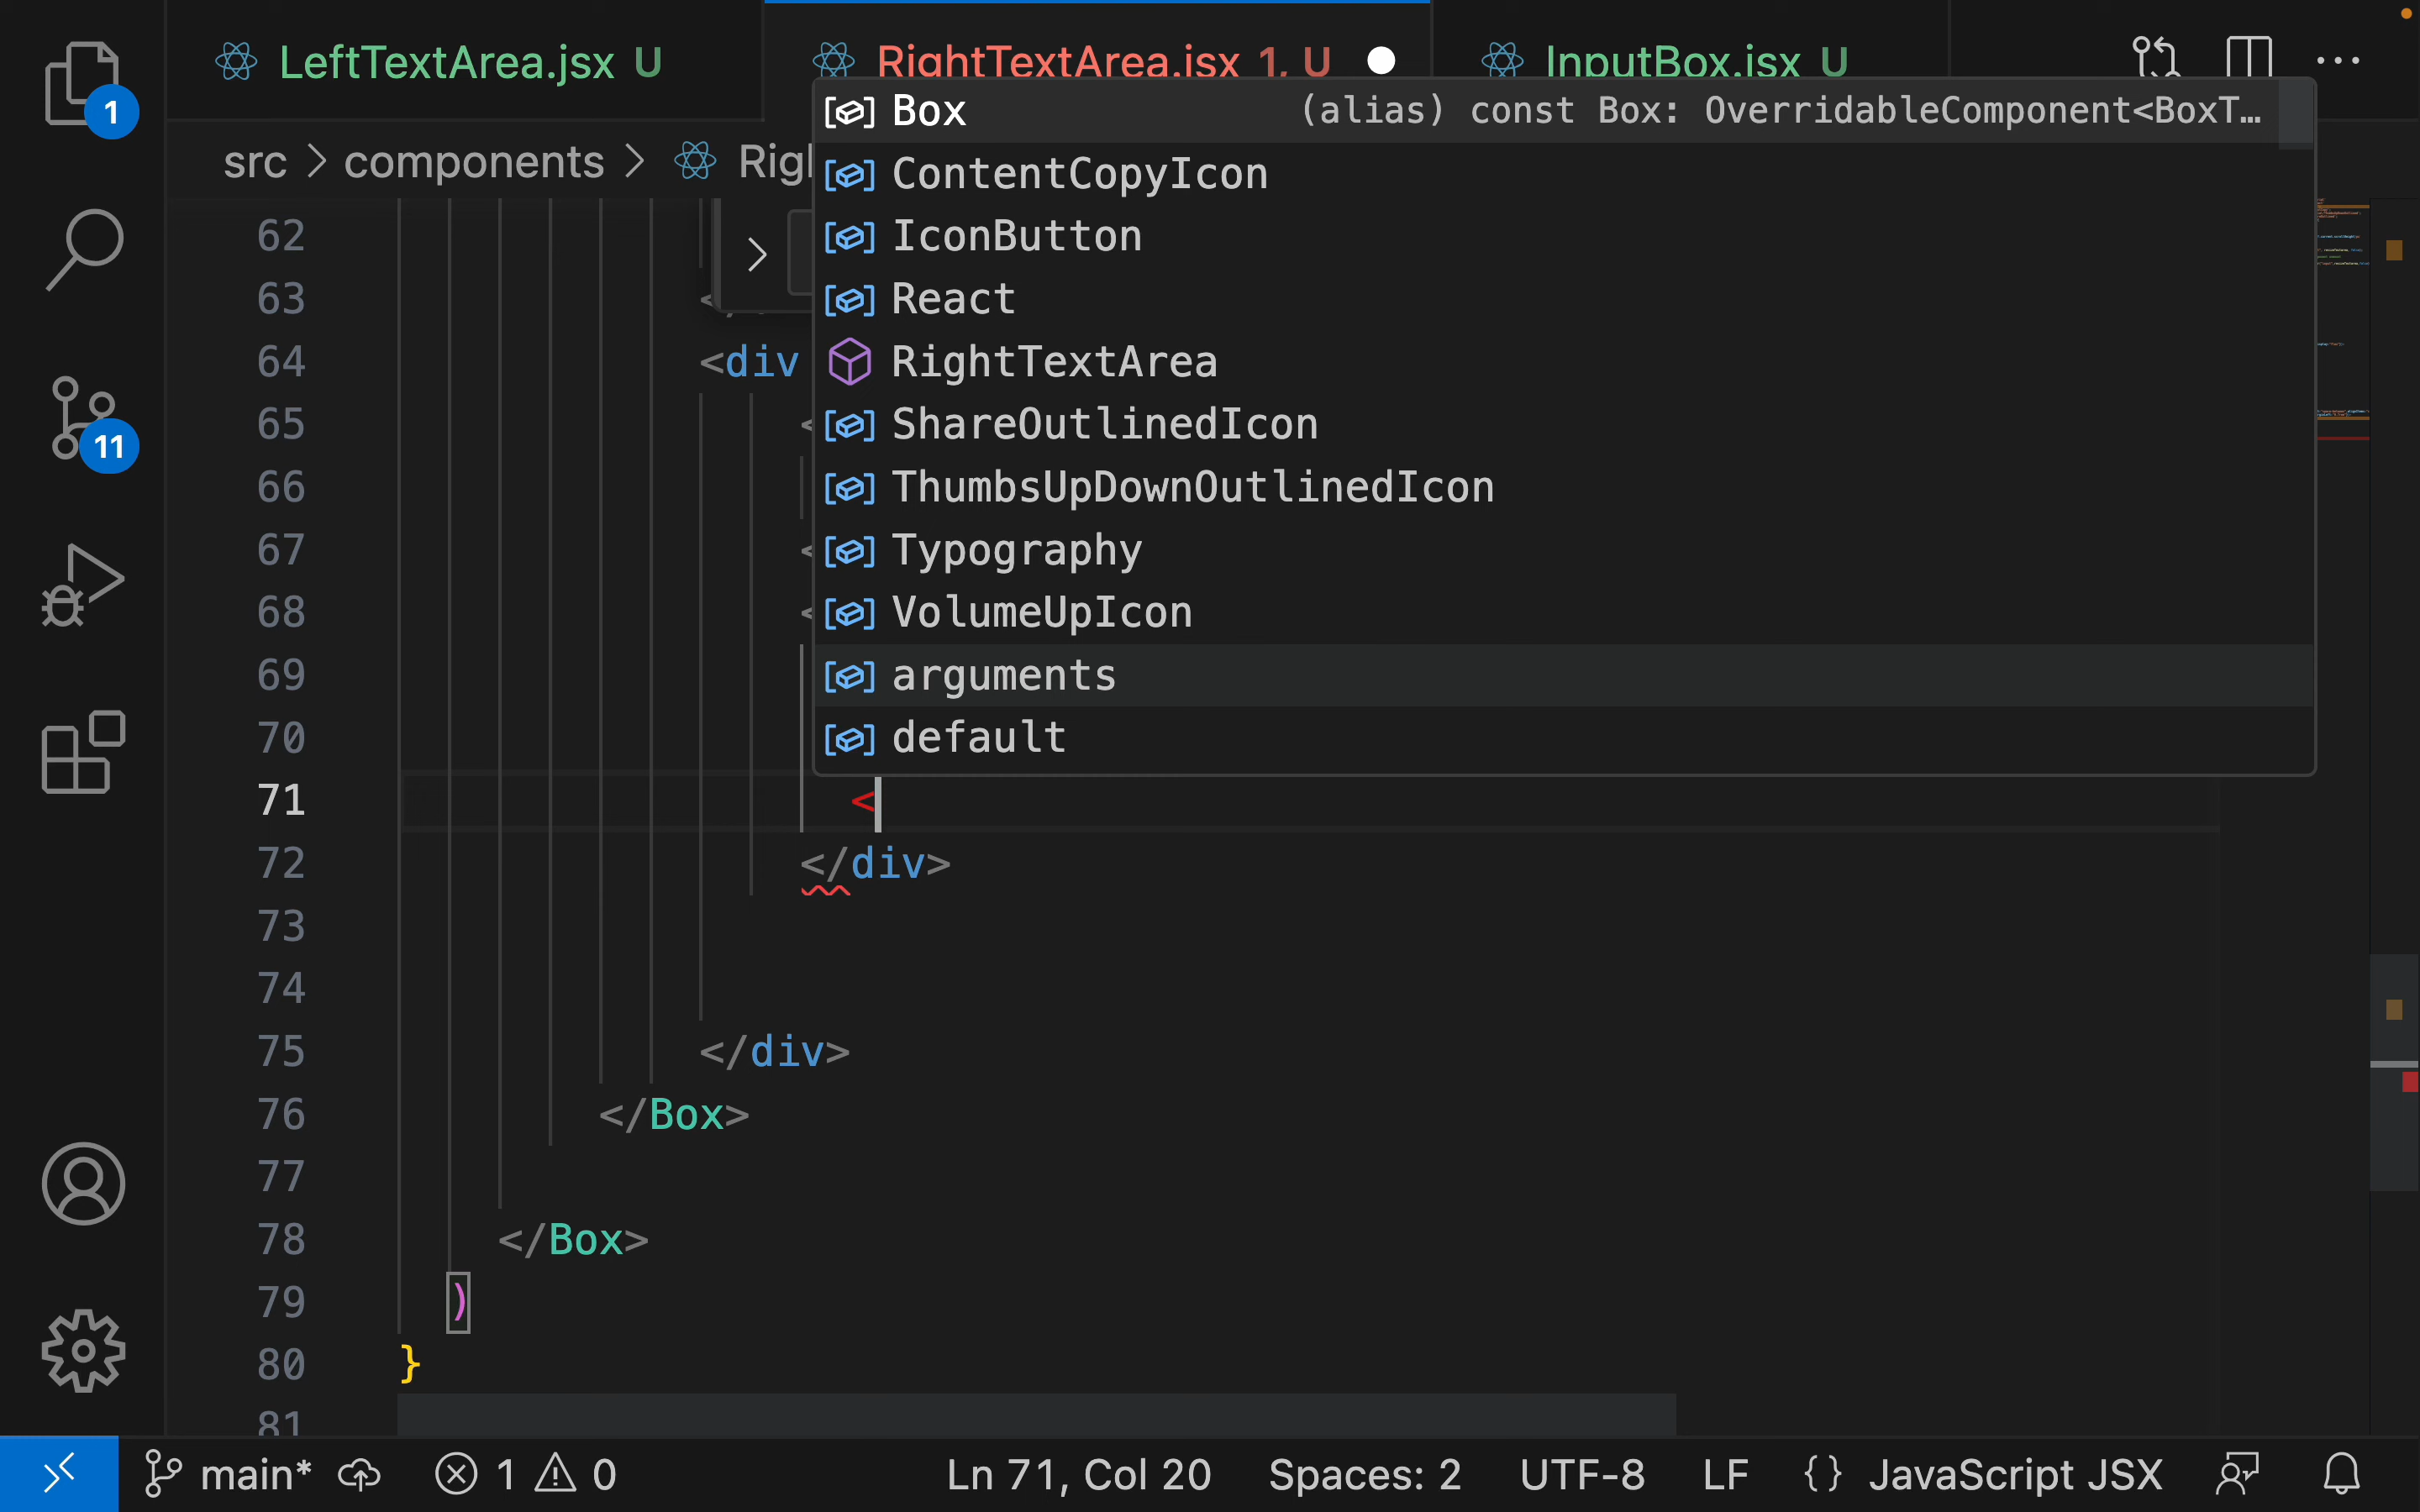 LeftTextArea.jsx U
RightTextArea.jsx 1, U
InputBox.jsx U
1
src > components >
Box (alias) const Box: OverridableComponent<BoxT…
ContentCopyIcon
IconButton
React
RightTextArea
ShareOutlinedIcon
ThumbsUpDownOutlinedIcon
Typography
VolumeUpIcon
arguments
default
62
63 <
64 <div
65 <
66
67 <
68 <
69
70
71 <
72 </div>
73
74
75 </div>
76 </Box>
77
78 </Box>
79 )
80 }
81
11
main* 1 0
Ln 71, Col 20 Spaces: 2 UTF-8 LF {} JavaScript JSX